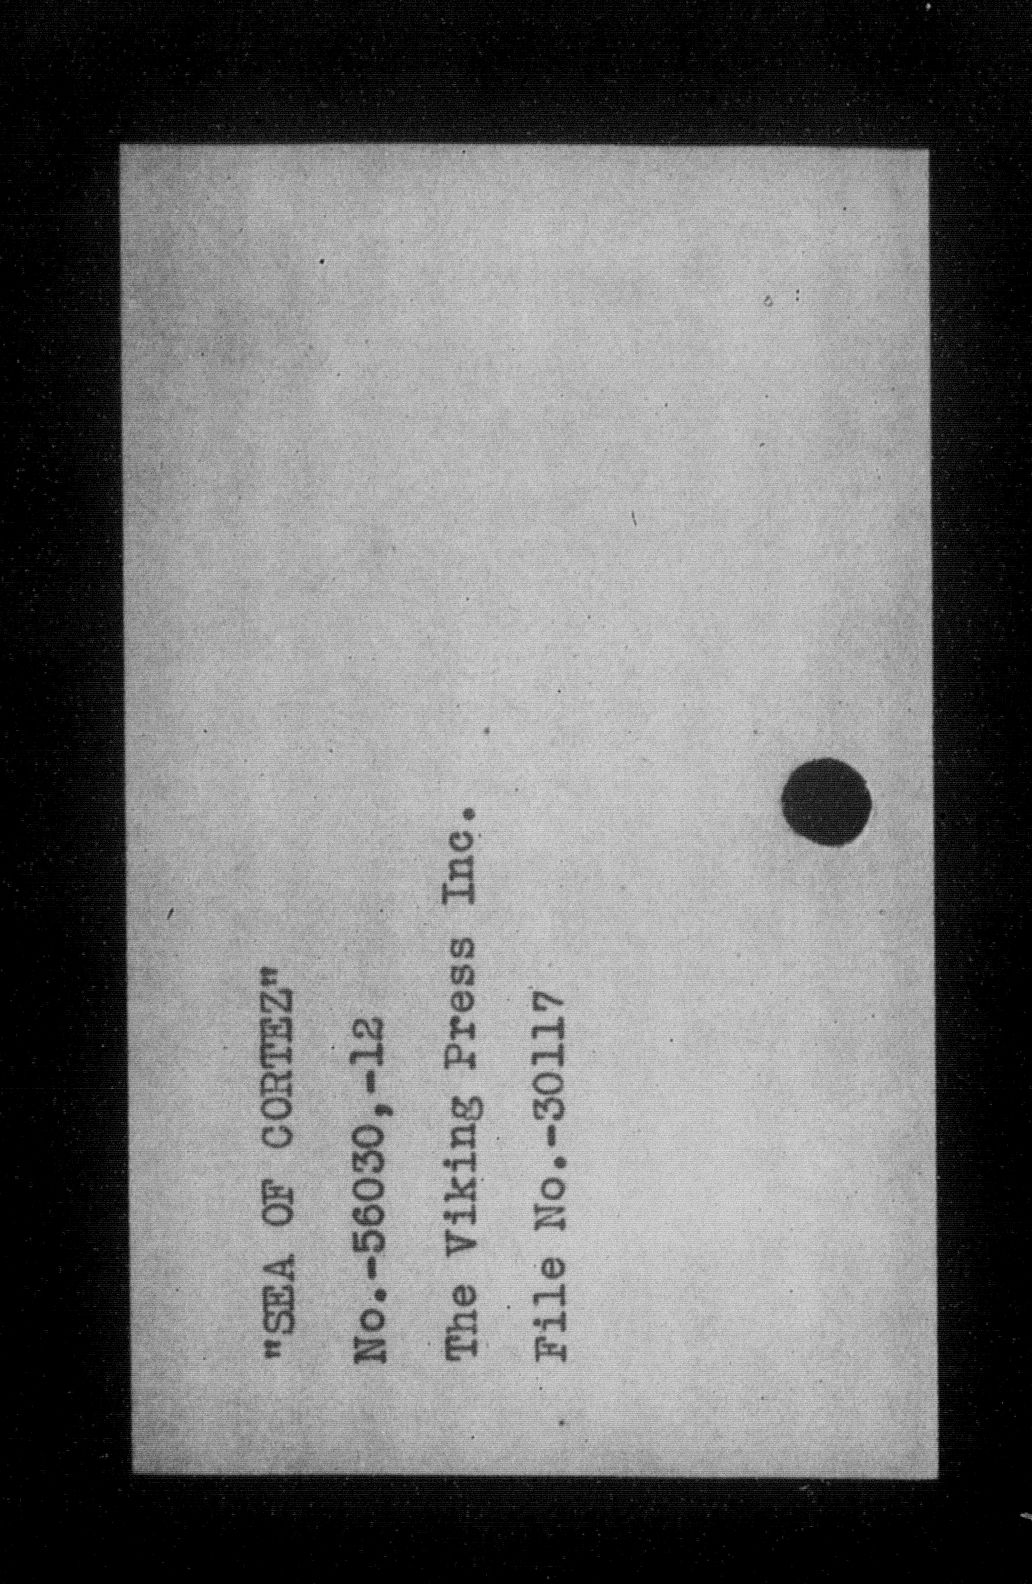 "SEA OF CORTEZ"
No.-56030,-12
The Viking Press Inc.
File No.-30117